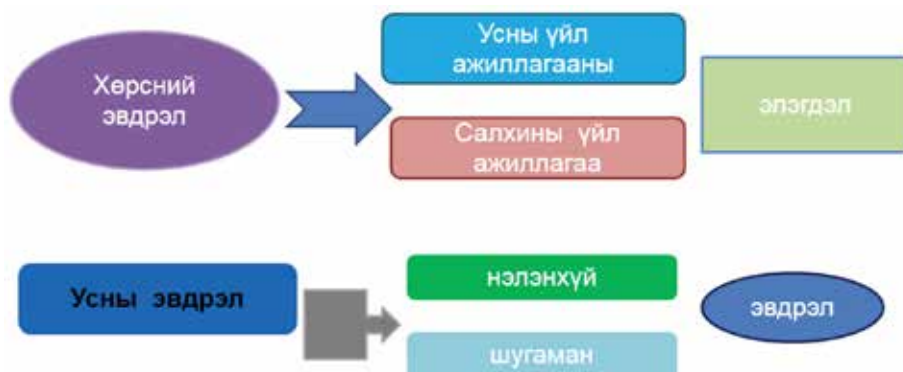 Хөрсний
эвдрэл
Усны үйл
ажиллагааны
Салхины үйл
ажиллагаа
элэгдэл
Усны эвдрэл
нэлэнхүй
шугаман
эвдрэл